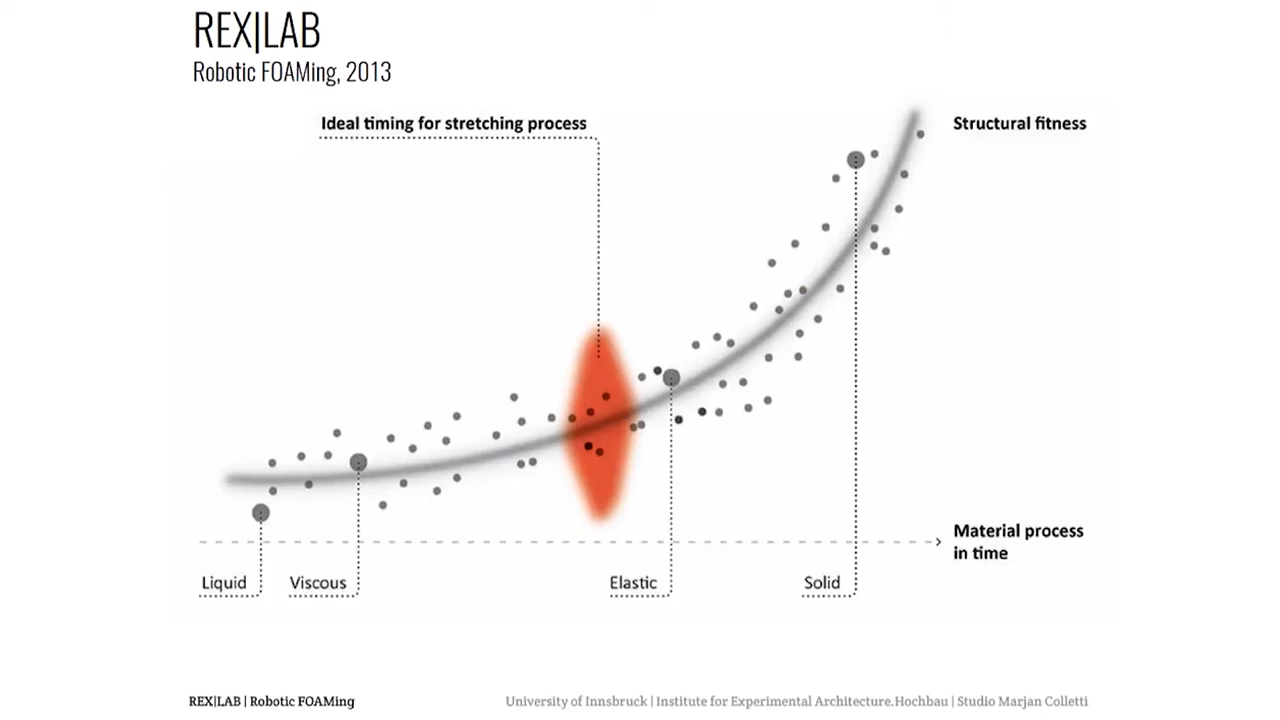 REX|LAB
Robotic FOAMing, 2013
Ideal timing for stretching process
Structural fitness
Material process
in time
Liquid
Viscous
Elastic
Solid
REX|LAB | Robotic FOAMing
University of Innsbruck | Institute for Experimental Architecture.Hochbau | Studio Marjan Colletti